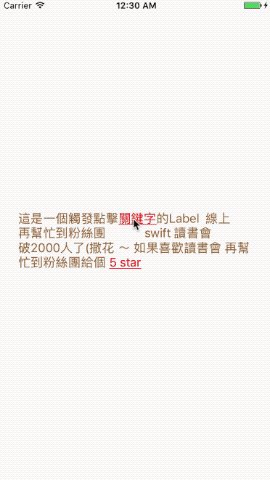 Carrier 12:30 AM
這是一個觸發點擊關鍵字的Label 線上
再幫忙到粉絲團 swift 讀書會
破2000人了(撒花 ～ 如果喜歡讀書會 再幫
忙到粉絲團給個 5 star